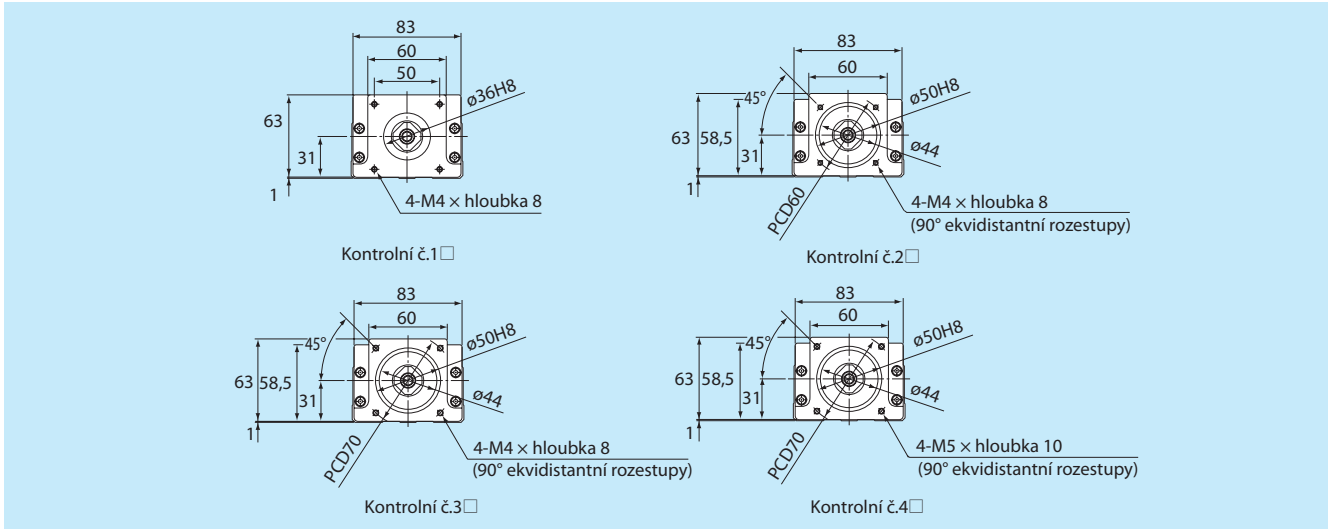 83
60
50
ø36H8
63
31
1
4-M4 × hloubka 8
Kontrolní č.1□
83
60
45°
ø50H8
63
58,5
31
ø44
1
PCD60
4-M4 × hloubka 8
(90° ekvidistantní rozestupy)
Kontrolní č.2□
83
60
45°
ø50H8
63
58,5
31
ø44
1
PCD70
4-M4 × hloubka 8
(90° ekvidistantní rozestupy)
Kontrolní č.3□
83
60
45°
ø50H8
63
58,5
31
ø44
1
PCD70
4-M5 × hloubka 10
(90° ekvidistantní rozestupy)
Kontrolní č.4□